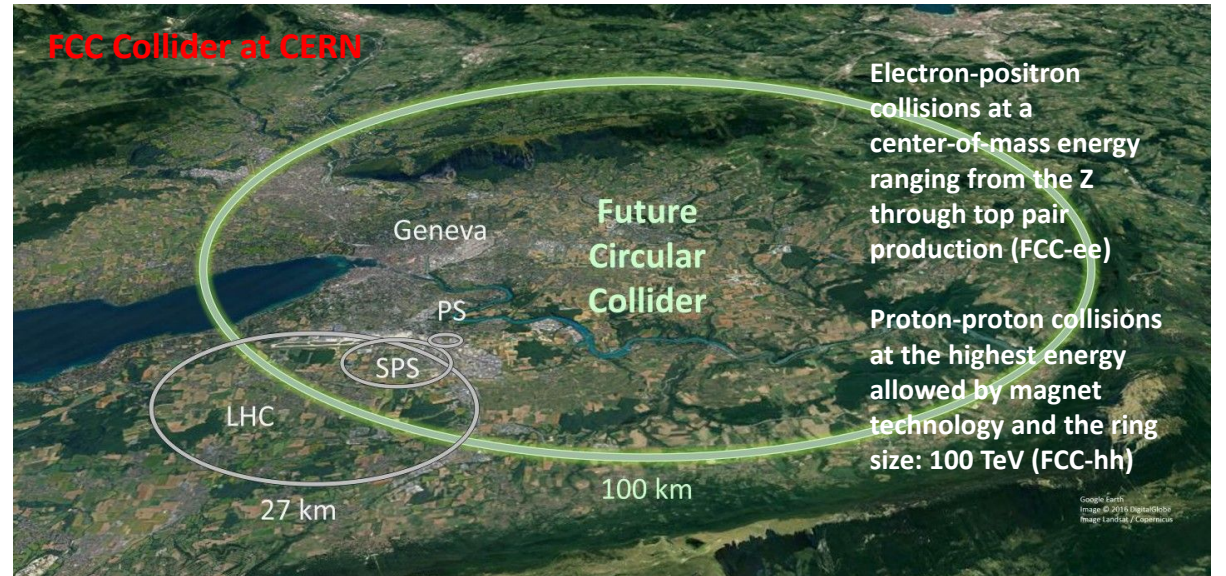 FCC Collider at CERN
Electron-positron
collisions at a
center-of-mass energy
ranging from the Z
through top pair
production (FCC-ee)
Future
Circular
Collider
Geneva
PS
SPS
LHC
Proton-proton collisions
at the highest energy
allowed by magnet
technology and the ring
size: 100 TeV (FCC-hh)
100 km
27 km
Google Earth
Image © 2016 DigitalGlobe
Image Landsat / Copernicus